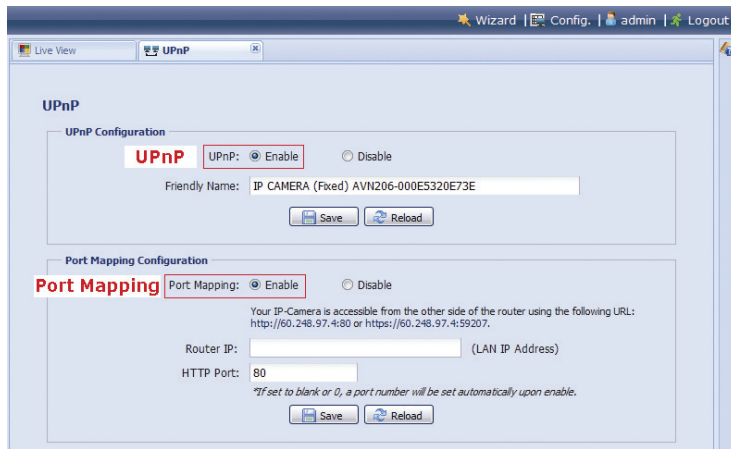 Wizard | Config. | admin | Logout
Live View UPnP
UPnP
UPnP Configuration
UPnP UPnP: Enable Disable
Friendly Name: IP CAMERA (Fixed) AVN206-000E5320E73E
Save Reload
Port Mapping Configuration
Port Mapping Port Mapping: Enable Disable
Your IP-Camera is accessible from the other side of the router using the following URL:
http://60.248.97.4:80 or https://60.248.97.4:59207.
Router IP: (LAN IP Address)
HTTP Port: 80
*If set to blank or 0, a port number will be set automatically upon enable.
Save Reload